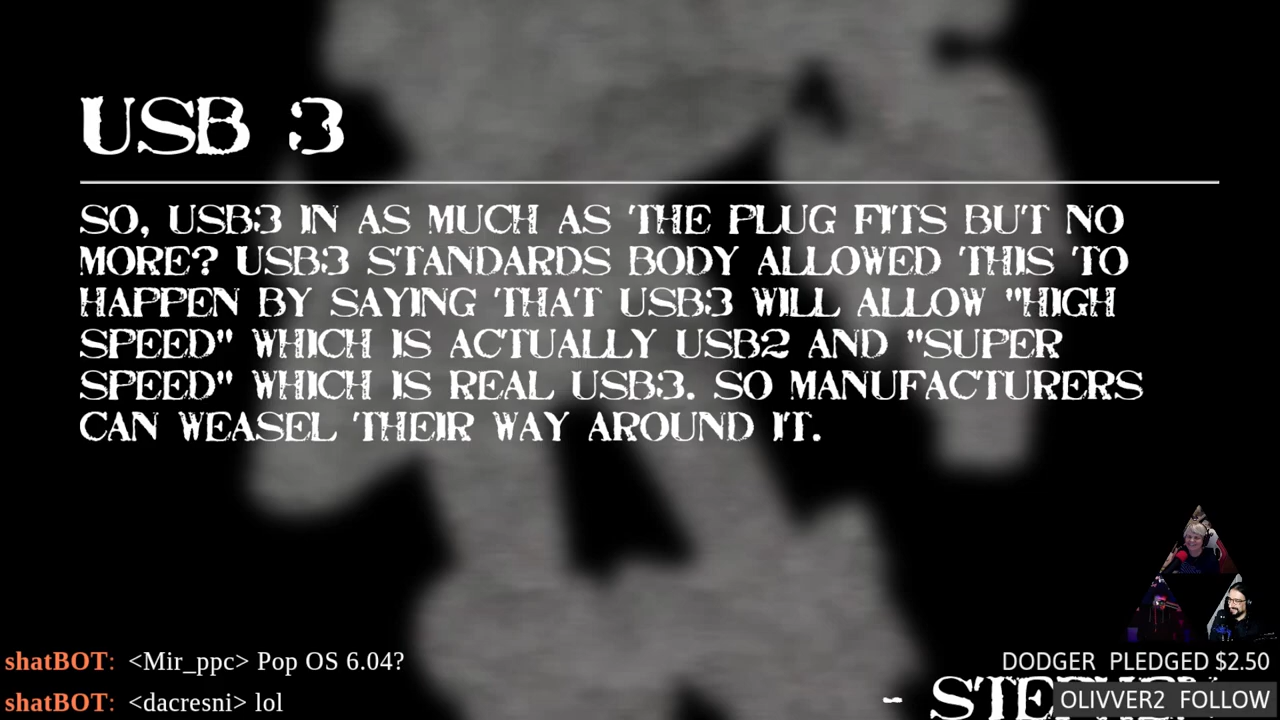 USB 3
SO, USB3 IN AS MUCH AS THE PLUG FITS BUT NO
MORE? USB3 STANDARDS BODY ALLOWED THIS TO
HAPPEN BY SAYING THAT USB3 WILL ALLOW "HIGH
SPEED" WHICH IS ACTUALLY USB2 AND "SUPER
SPEED" WHICH IS REAL USB3. SO MANUFACTURERS
CAN WEASEL THEIR WAY AROUND IT.
shatBOT: <Mir_ppc> Pop OS 6.04?
DODGER PLEDGED $2.50
shatBOT: <dacresni> lol
-
OLIVVER2 FOLLOW